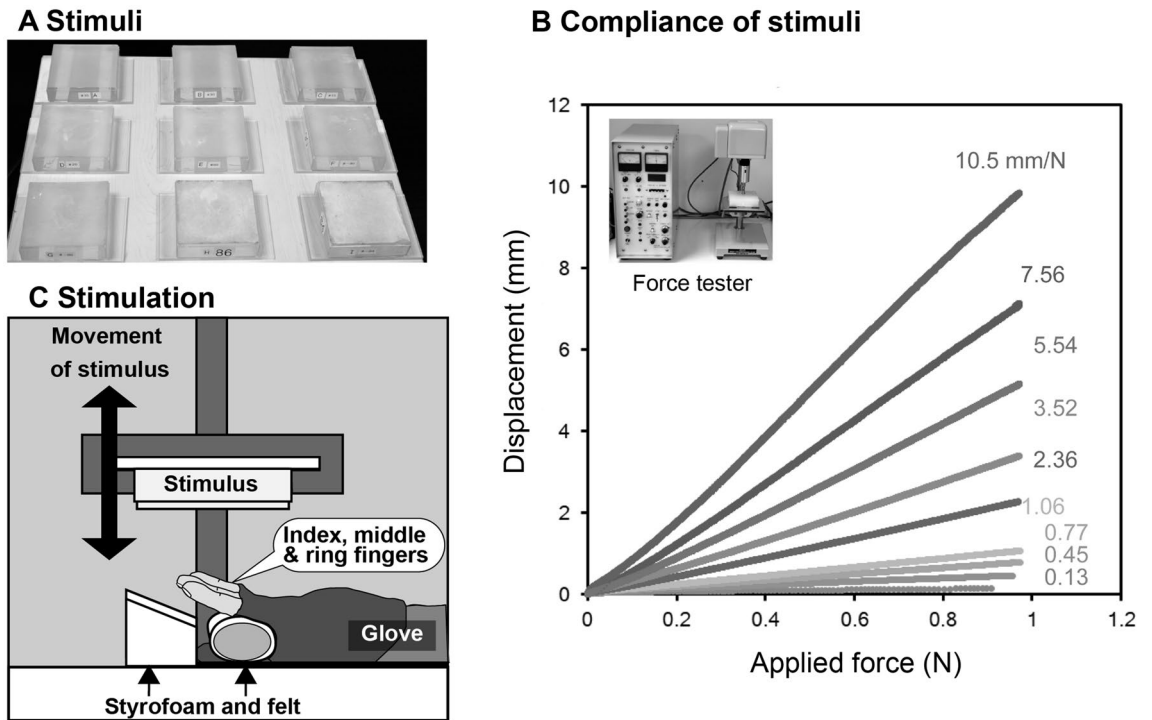 A Stimuli
H 86
C Stimulation
Movement
of stimulus
Stimulus
Index, middle
& ring fingers
Glove
Styrofoam and felt
B Compliance of stimuli
Displacement (mm)
12
10
8
6
4
2
0
Force tester
10.5 mm/N
7.56
5.54
3.52
2.36
1.06
0.77
0.45
0.13
0
0.2
0.4
0.6
0.8
1
1.2
Applied force (N)